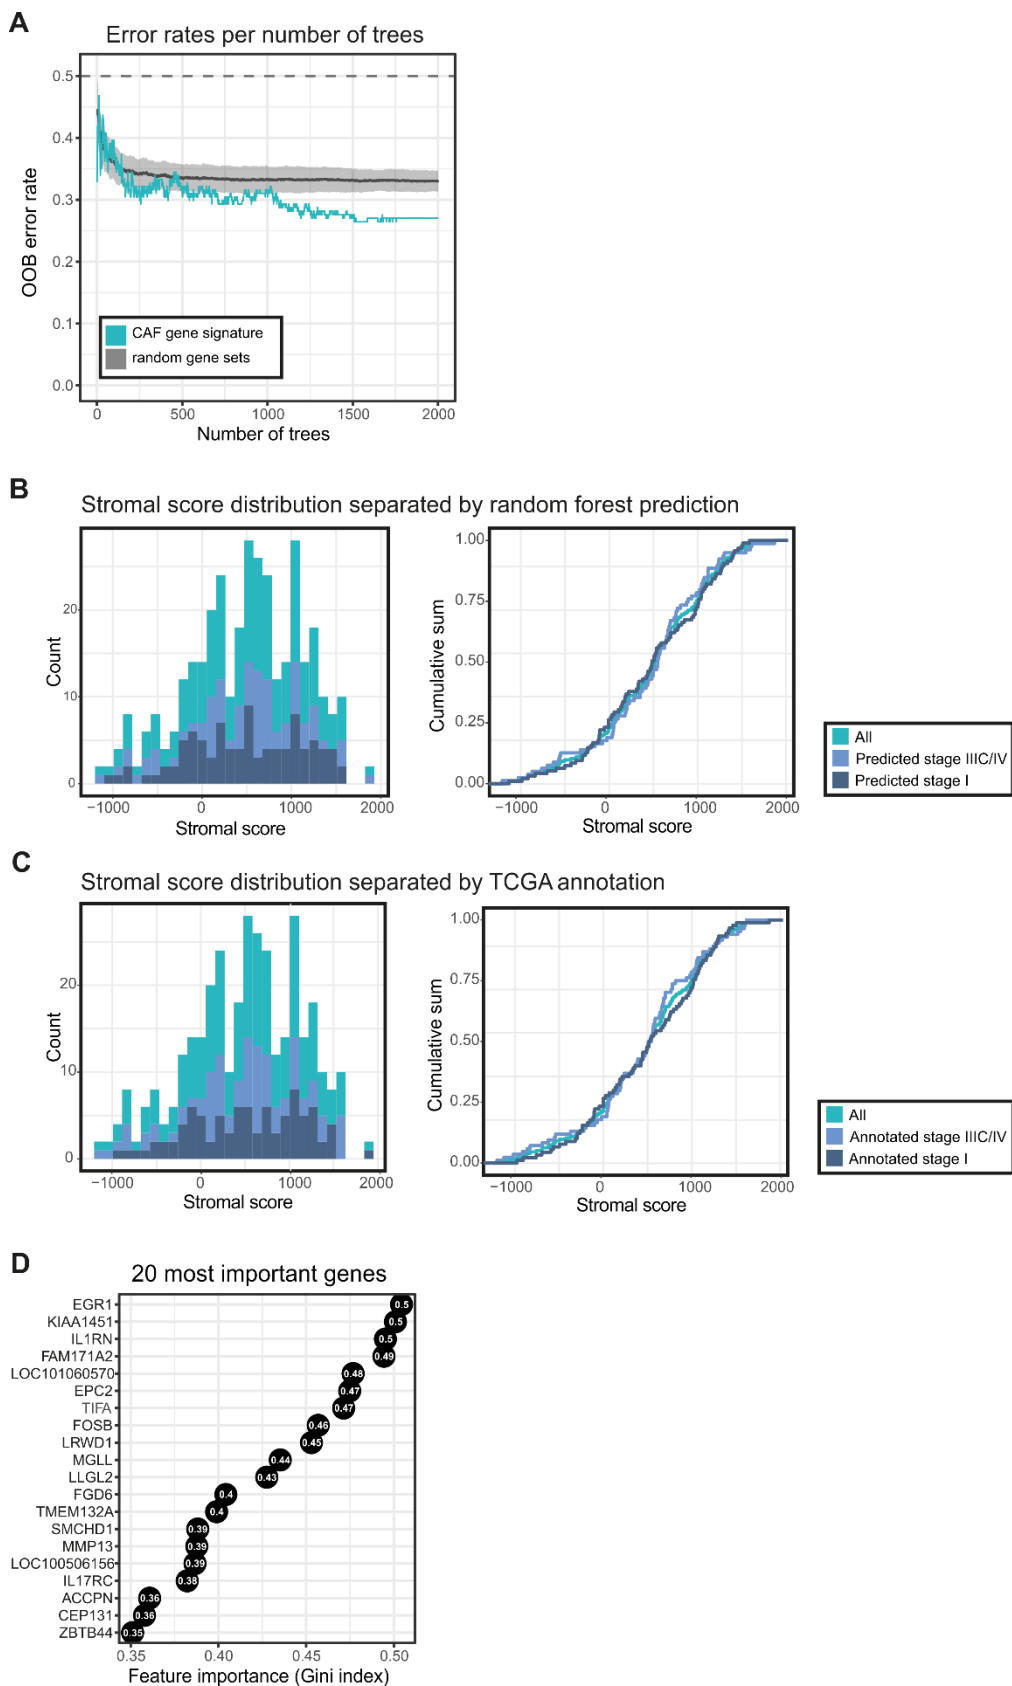 A
Error rates per number of trees
OOB error rate
0.5
0.4
0.3
0.2
0.1
0.0
CAF gene signature
random gene sets
0 500 1000 1500 2000
Number of trees
B
Stromal score distribution separated by random forest prediction
Count
20
10
0
−1000 0 1000 2000
Stromal score
Cumulative sum
1.00
0.75
0.50
0.25
0.00
−1000 0 1000 2000
Stromal score
All
Predicted stage IIIC/IV
Predicted stage I
C
Stromal score distribution separated by TCGA annotation
Count
20
10
0
−1000 0 1000 2000
Stromal score
Cumulative sum
1.00
0.75
0.50
0.25
0.00
−1000 0 1000 2000
Stromal score
All
Annotated stage IIIC/IV
Annotated stage I
D
20 most important genes
EGR1 0.5
KIAA1451 0.5
IL1RN 0.5
FAM171A2 0.49
LOC101060570 0.48
EPC2 0.47
TIFA 0.47
FOSB 0.46
LRWD1 0.45
MGLL 0.44
LLGL2 0.43
FGD6 0.4
TMEM132A 0.4
SMCHD1 0.39
MMP13 0.39
LOC100506156 0.39
IL17RC 0.38
ACCPN 0.36
CEP131 0.36
ZBTB44 0.35
0.35 0.40 0.45 0.50
Feature importance (Gini index)